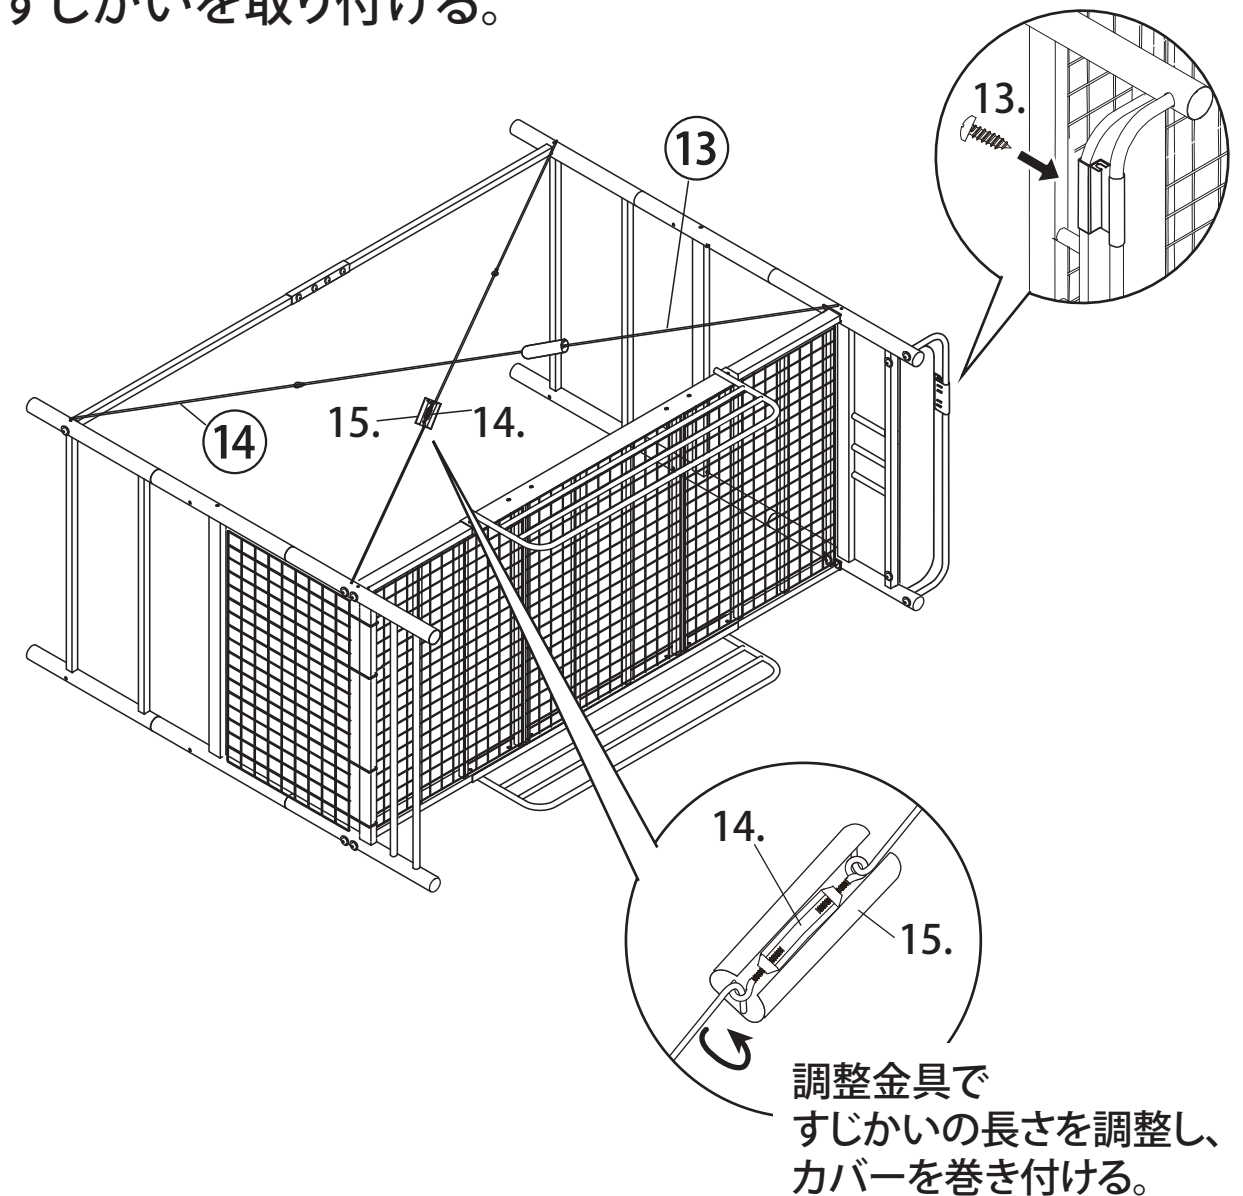 すじかいを取り付ける。
13.
⑬
⑭
15.
14.
14.
15.
調整金具で
すじかいの長さを調整し、
カバーを巻き付ける。